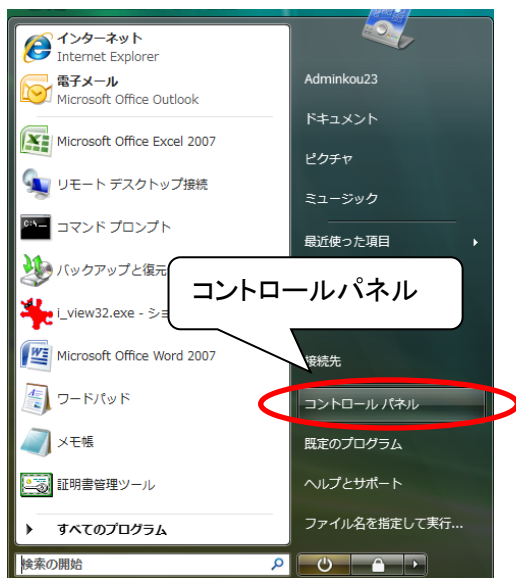 インターネット
Internet Explorer
電子メール
Microsoft Office Outlook
Microsoft Office Excel 2007
リモート デスクトップ接続
コマンド プロンプト
バックアップと復元
i_view32.exe - ショ
Microsoft Office Word 2007
ワードパッド
メモ帳
証明書管理ツール
すべてのプログラム
検索の開始
Adminkou23
ドキュメント
ピクチャ
ミュージック
最近使った項目
コントロールパネル
接続先
コントロール パネル
既定のプログラム
ヘルプとサポート
ファイル名を指定して実行...